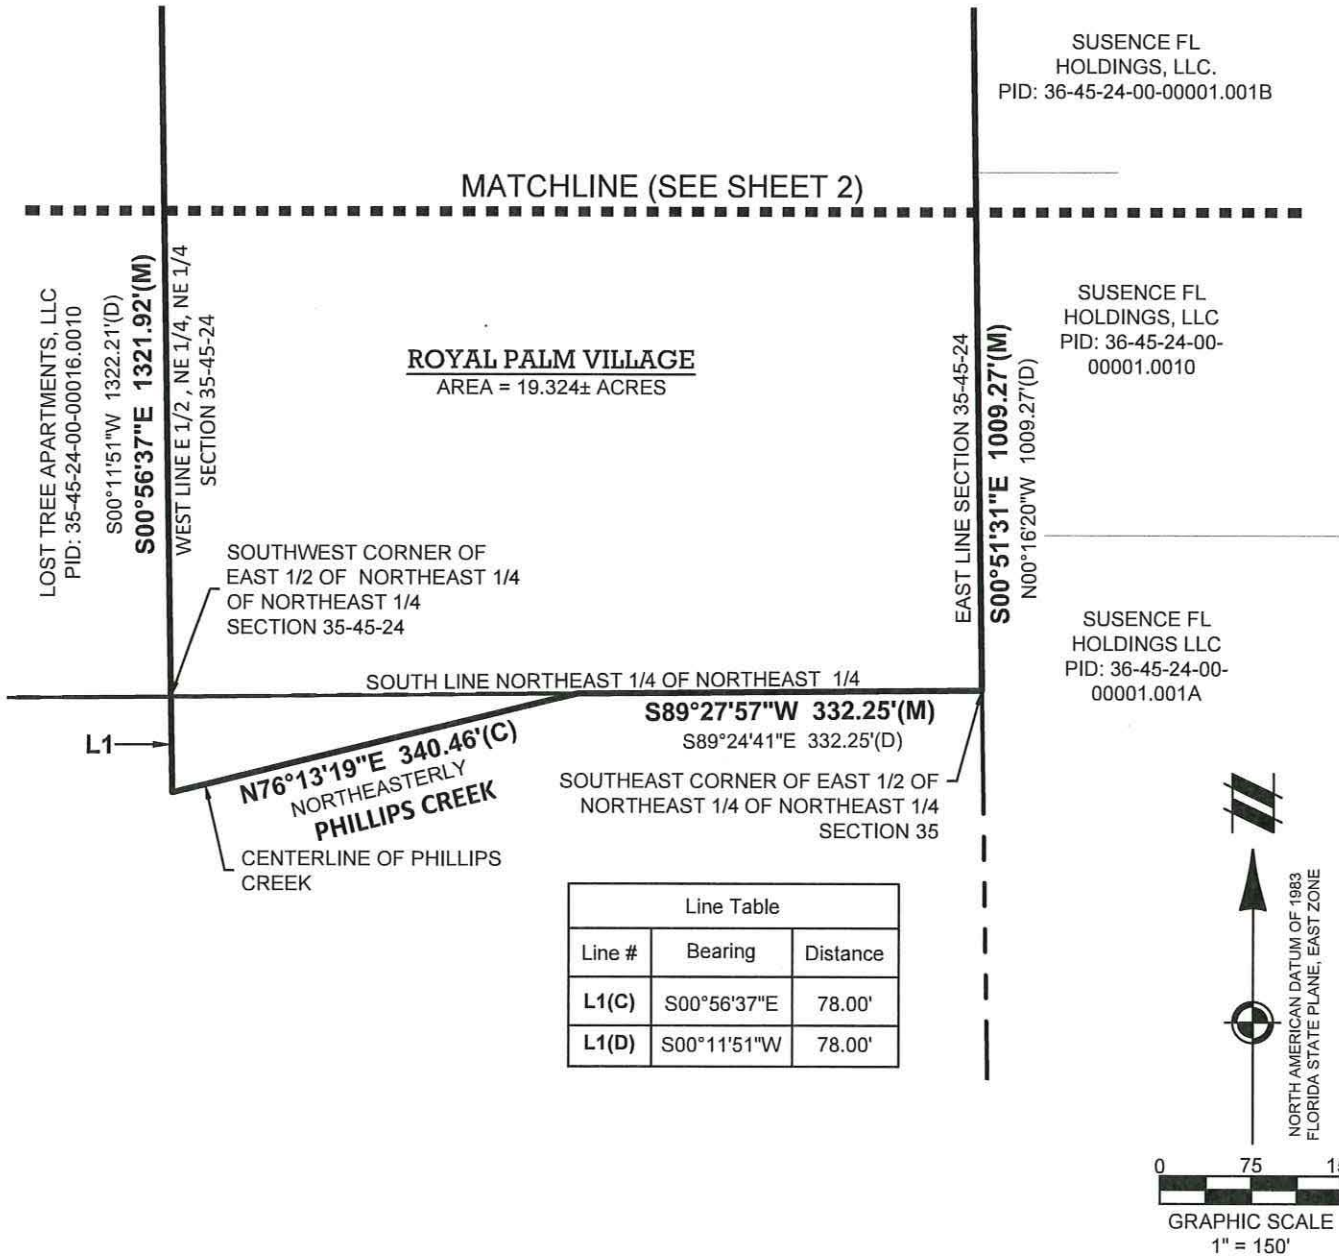 SUSENCE FL
HOLDINGS, LLC.
PID: 36-45-24-00-00001.001B
MATCHLINE (SEE SHEET 2)
LOST TREE APARTMENTS, LLC
PID: 35-45-24-00-00016.0010
S00°11'51"W 1322.21'(D)
S00°56'37"E 1321.92'(M)
WEST LINE E 1/2 , NE 1/4, NE 1/4
SECTION 35-45-24
ROYAL PALM VILLAGE
AREA = 19.324± ACRES
EAST LINE SECTION 35-45-24
S00°51'31"E 1009.27'(M)
N00°16'20"W 1009.27'(D)
SUSENCE FL
HOLDINGS, LLC
PID: 36-45-24-00-
00001.0010
SOUTHWEST CORNER OF
EAST 1/2 OF NORTHEAST 1/4
OF NORTHEAST 1/4
SECTION 35-45-24
SUSENCE FL
HOLDINGS LLC
PID: 36-45-24-00-
00001.001A
SOUTH LINE NORTHEAST 1/4 OF NORTHEAST 1/4
S89°27'57"W 332.25'(M)
S89°24'41"E 332.25'(D)
L1
N76°13'19"E 340.46'(C)
NORTHEASTERLY
PHILLIPS CREEK
SOUTHEAST CORNER OF EAST 1/2 OF
NORTHEAST 1/4 OF NORTHEAST 1/4
SECTION 35
CENTERLINE OF PHILLIPS
CREEK
Line Table
Line # Bearing Distance
L1(C) S00°56'37"E 78.00'
L1(D) S00°11'51"W 78.00'
NORTH AMERICAN DATUM OF 1983
FLORIDA STATE PLANE, EAST ZONE
0 75
GRAPHIC SCALE
1" = 150'